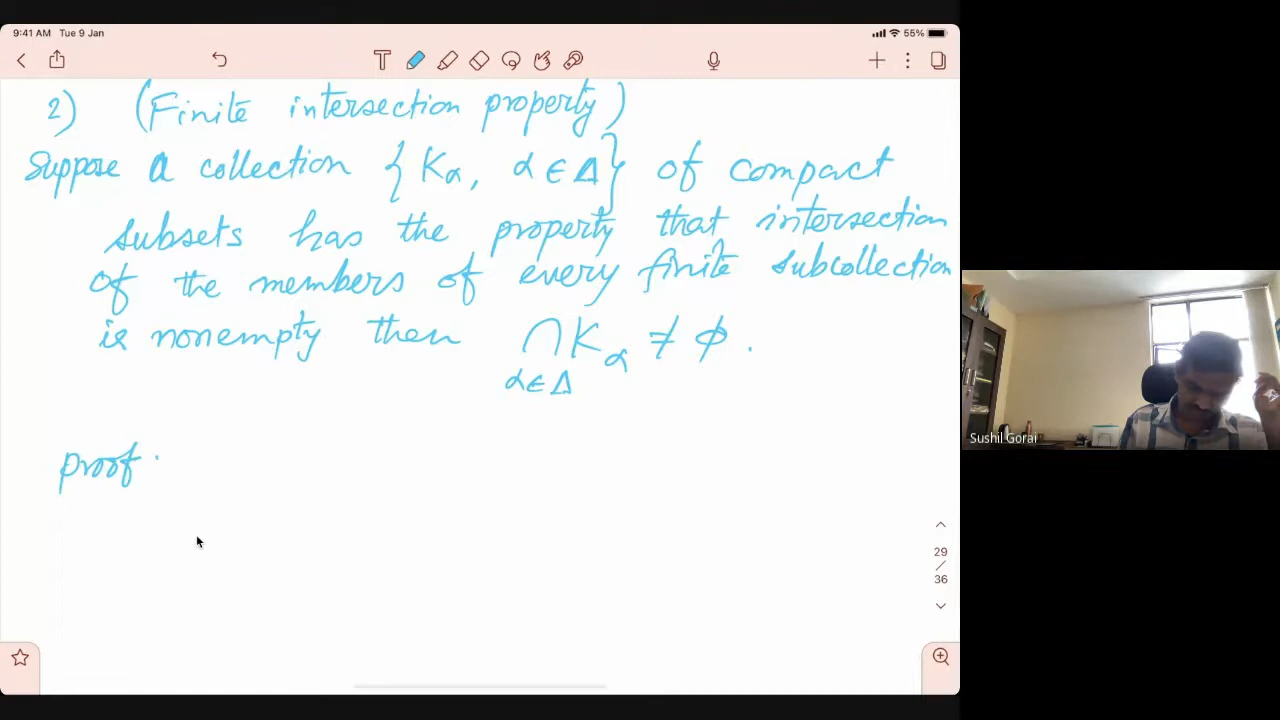 9:41 AM Tue 9 Jan
55%
2) (Finite intersection property)
Suppose a collection {Kα, α∈Δ} of compact
subsets has the property that intersection
of the members of every finite subcollection
is nonempty then ∩Kα ≠ ϕ.
α∈Δ
proof.
29
/
36
Sushil Gorai